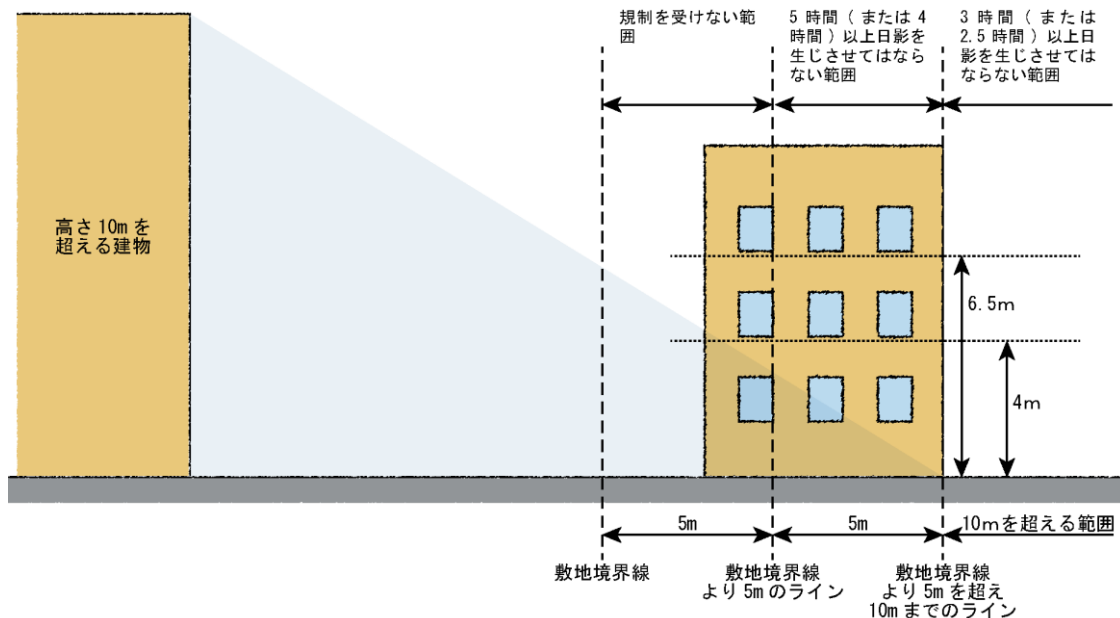 規制を受けない範
囲
5 時間（または 4
時間）以上日影を
生じさせてはなら
ない範囲
3 時間（または
2.5 時間）以上日
影を生じさせては
ならない範囲
高さ 10m を
超える建物
6.5m
4m
5m
5m
10mを超える範囲
敷地境界線
敷地境界線
より 5m のライン
敷地境界線
より 5m を超え
10m までのライン